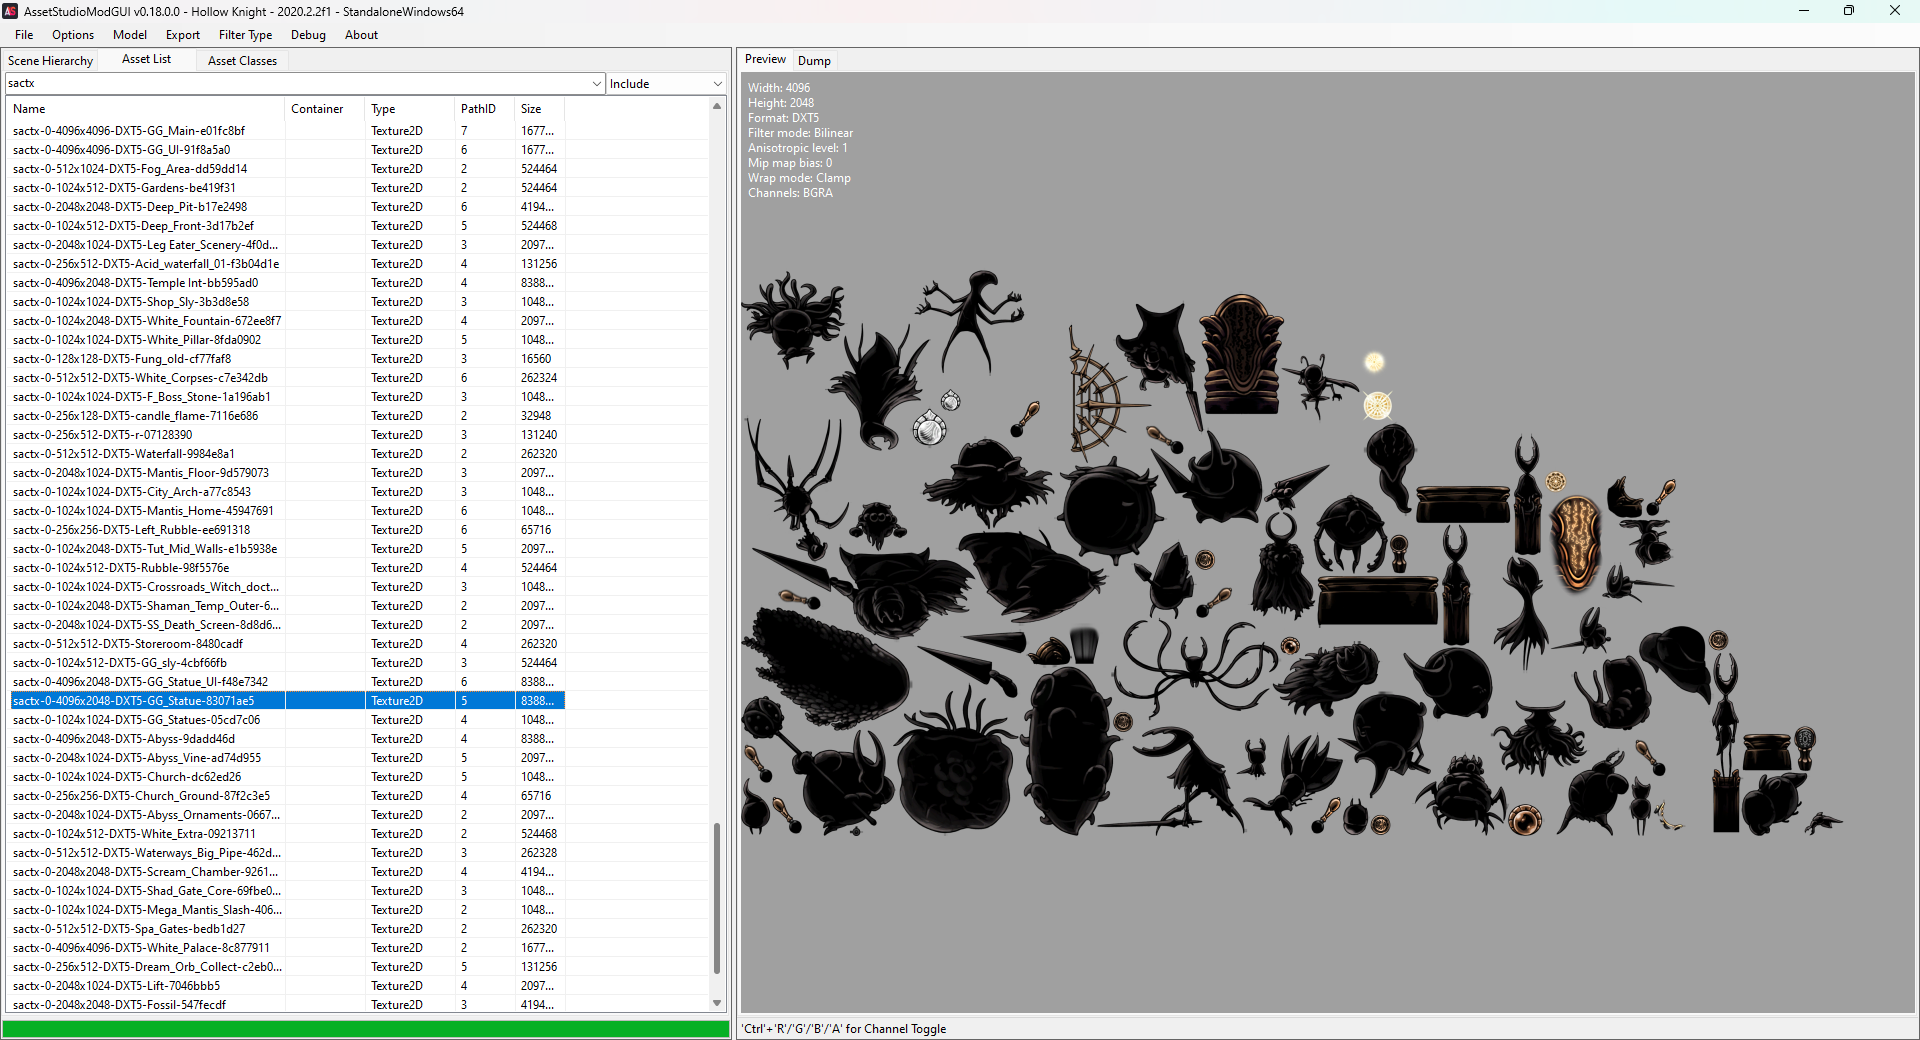 AssetStudioModGUI v0.18.0.0 - Hollow Knight - 2020.2.2f1 - StandaloneWindows64
File Options Model Export Filter Type Debug About
Scene Hierarchy Asset List Asset Classes
sactx Include
Name Container Type PathID Size
sactx-0-4096x4096-DXT5-GG_Main-e01fc8bf Texture2D 7 1677...
sactx-0-4096x4096-DXT5-GG_UI-91f8a5a0 Texture2D 6 1677...
sactx-0-512x1024-DXT5-Fog_Area-dd59dd14 Texture2D 2 524464
sactx-0-1024x512-DXT5-Gardens-be419f31 Texture2D 2 524464
sactx-0-2048x2048-DXT5-Deep_Pit-b17e2498 Texture2D 6 4194...
sactx-0-1024x512-DXT5-Deep_Front-3d17b2ef Texture2D 5 524468
sactx-0-2048x1024-DXT5-Leg Eater_Scenery-4f0d... Texture2D 3 2097...
sactx-0-256x512-DXT5-Acid_waterfall_01-f3b04d1e Texture2D 4 131256
sactx-0-4096x2048-DXT5-Temple Int-bb595ad0 Texture2D 4 8388...
sactx-0-1024x1024-DXT5-Shop_Sly-3b3d8e58 Texture2D 3 1048...
sactx-0-1024x2048-DXT5-White_Fountain-672ee8f7 Texture2D 4 2097...
sactx-0-1024x1024-DXT5-White_Pillar-8fda0902 Texture2D 5 1048...
sactx-0-128x128-DXT5-Fung_old-cf77faf8 Texture2D 3 16560
sactx-0-512x512-DXT5-White_Corpses-c7e342db Texture2D 6 262324
sactx-0-1024x1024-DXT5-F_Boss_Stone-1a196ab1 Texture2D 3 1048...
sactx-0-256x128-DXT5-candle_flame-7116e686 Texture2D 2 32948
sactx-0-256x512-DXT5-r-07128390 Texture2D 3 131240
sactx-0-512x512-DXT5-Waterfall-9984e8a1 Texture2D 2 262320
sactx-0-2048x1024-DXT5-Mantis_Floor-9d579073 Texture2D 3 2097...
sactx-0-1024x1024-DXT5-City_Arch-a77c8543 Texture2D 3 1048...
sactx-0-1024x1024-DXT5-Mantis_Home-45947691 Texture2D 6 1048...
sactx-0-256x256-DXT5-Left_Rubble-ee691318 Texture2D 6 65716
sactx-0-1024x2048-DXT5-Tut_Mid_Walls-e1b5938e Texture2D 5 2097...
sactx-0-1024x512-DXT5-Rubble-98f5576e Texture2D 4 524464
sactx-0-1024x1024-DXT5-Crossroads_Witch_doct... Texture2D 3 1048...
sactx-0-1024x2048-DXT5-Shaman_Temp_Outer-6... Texture2D 2 2097...
sactx-0-2048x1024-DXT5-SS_Death_Screen-8d8d6... Texture2D 2 2097...
sactx-0-512x512-DXT5-Storeroom-8480cadf Texture2D 4 262320
sactx-0-1024x512-DXT5-GG_sly-4cbf66fb Texture2D 3 524464
sactx-0-4096x2048-DXT5-GG_Statue_UI-f48e7342 Texture2D 6 8388...
sactx-0-4096x2048-DXT5-GG_Statue-83071ae5 Texture2D 5 8388...
sactx-0-1024x1024-DXT5-GG_Statues-05cd7c06 Texture2D 4 1048...
sactx-0-4096x2048-DXT5-Abyss-9dadd46d Texture2D 4 8388...
sactx-0-2048x1024-DXT5-Abyss_Vine-ad74d955 Texture2D 5 2097...
sactx-0-1024x1024-DXT5-Church-dc62ed26 Texture2D 5 1048...
sactx-0-256x256-DXT5-Church_Ground-87f2c3e5 Texture2D 4 65716
sactx-0-2048x1024-DXT5-Abyss_Ornaments-0667... Texture2D 2 2097...
sactx-0-1024x512-DXT5-White_Extra-09213711 Texture2D 2 524468
sactx-0-512x512-DXT5-Waterways_Big_Pipe-462d... Texture2D 3 262328
sactx-0-2048x2048-DXT5-Scream_Chamber-9261... Texture2D 4 4194...
sactx-0-1024x1024-DXT5-Shad_Gate_Core-69fbe0... Texture2D 3 1048...
sactx-0-1024x1024-DXT5-Mega_Mantis_Slash-406... Texture2D 2 1048...
sactx-0-512x512-DXT5-Spa_Gates-bedb1d27 Texture2D 2 262320
sactx-0-4096x4096-DXT5-White_Palace-8c877911 Texture2D 2 1677...
sactx-0-256x512-DXT5-Dream_Orb_Collect-c2eb0... Texture2D 5 131256
sactx-0-2048x1024-DXT5-Lift-7046bbb5 Texture2D 4 2097...
sactx-0-2048x2048-DXT5-Fossil-547fecdf Texture2D 3 4194...
Preview Dump
Width: 4096
Height: 2048
Format: DXT5
Filter mode: Bilinear
Anisotropic level: 1
Mip map bias: 0
Wrap mode: Clamp
Channels: BGRA
'Ctrl'+'R'/'G'/'B'/'A' for Channel Toggle